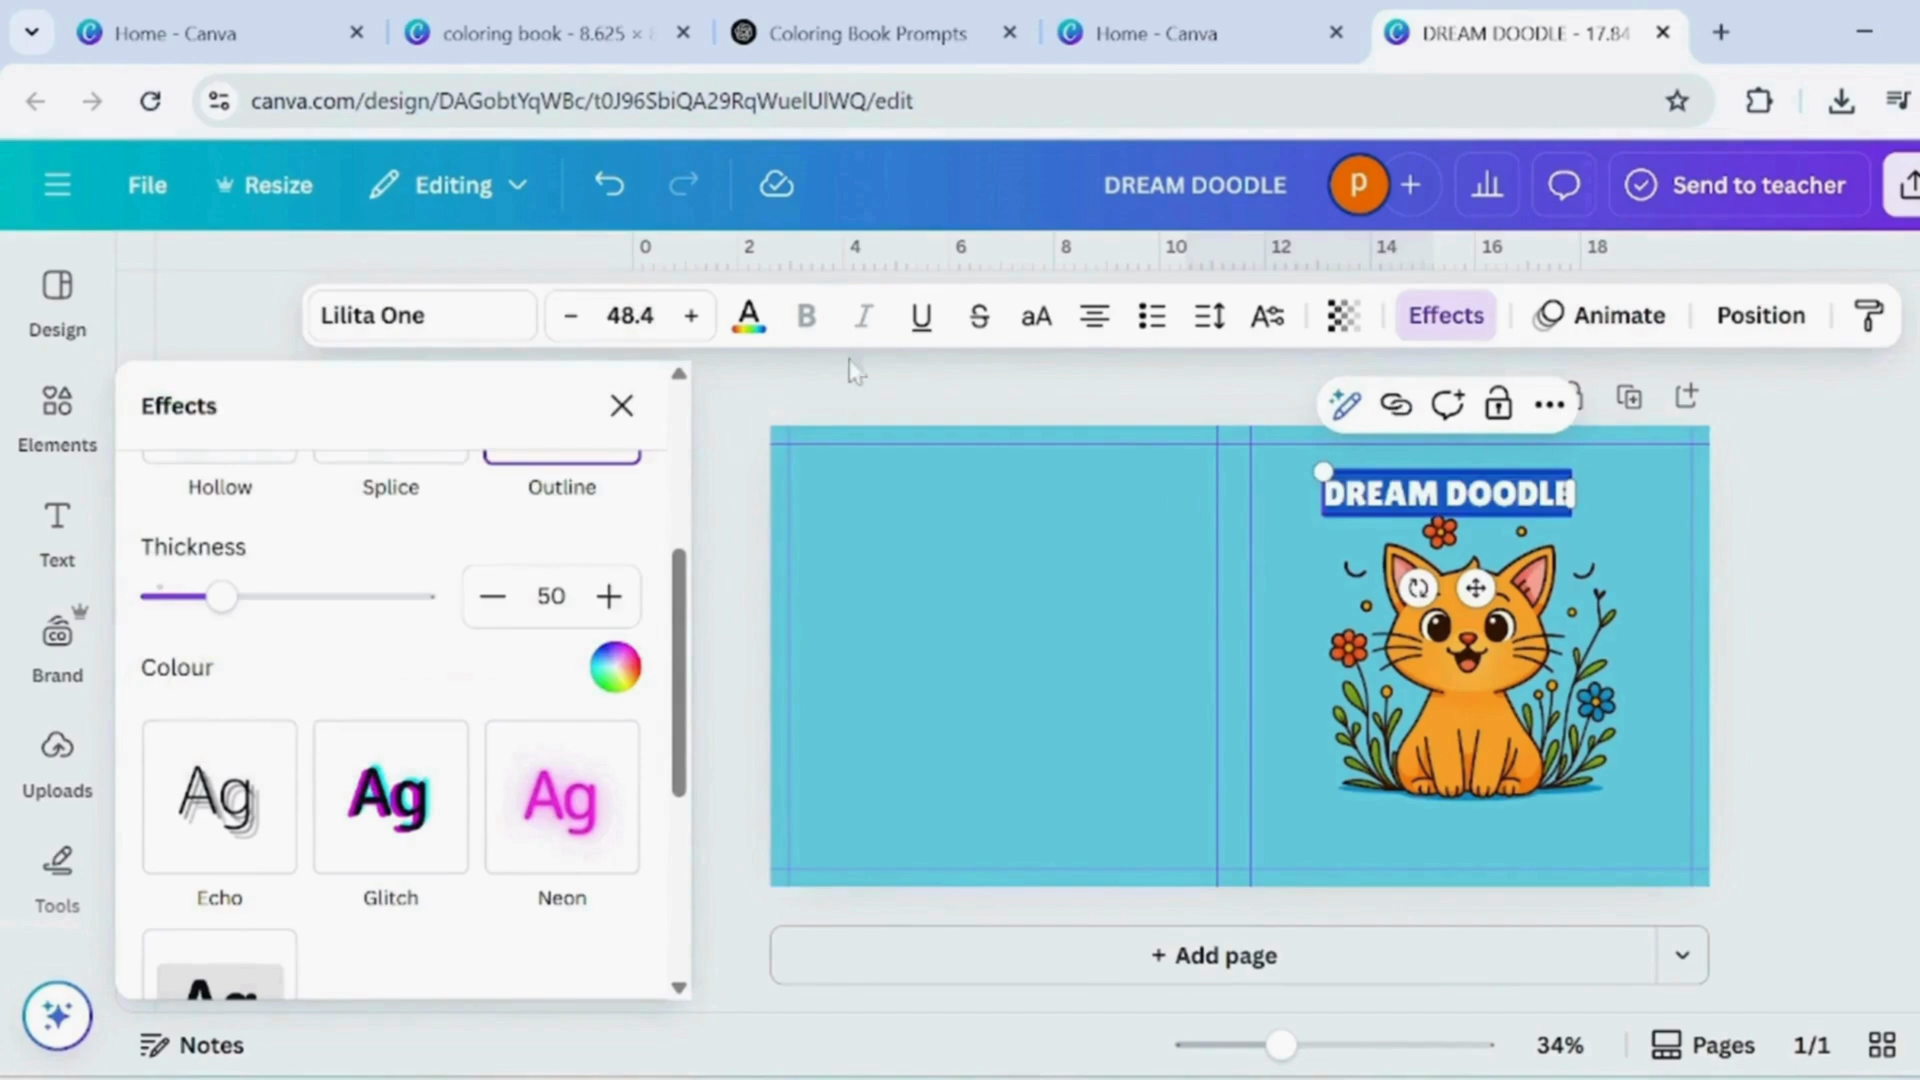 Home - Canva
coloring book - 8.625 ×
Coloring Book Prompts
Home - Canva
DREAM DOODLE - 17.84
canva.com/design/DAGobtYqWBc/t0J96SbiQA29RqWuelUlWQ/edit
File
Resize
Editing
DREAM DOODLE
P
Send to teacher
0 2 4 6 8 10 12 14 16 18
Design
Elements
Text
Brand
Uploads
Tools
Lilita One
− 48.4 +
A B I U S aA
Effects
Animate
Position
Effects
Hollow
Splice
Outline
Thickness
50
Colour
Ag
Ag
Ag
Echo
Glitch
Neon
DREAM DOODLE
+ Add page
Notes
34%
Pages
1/1